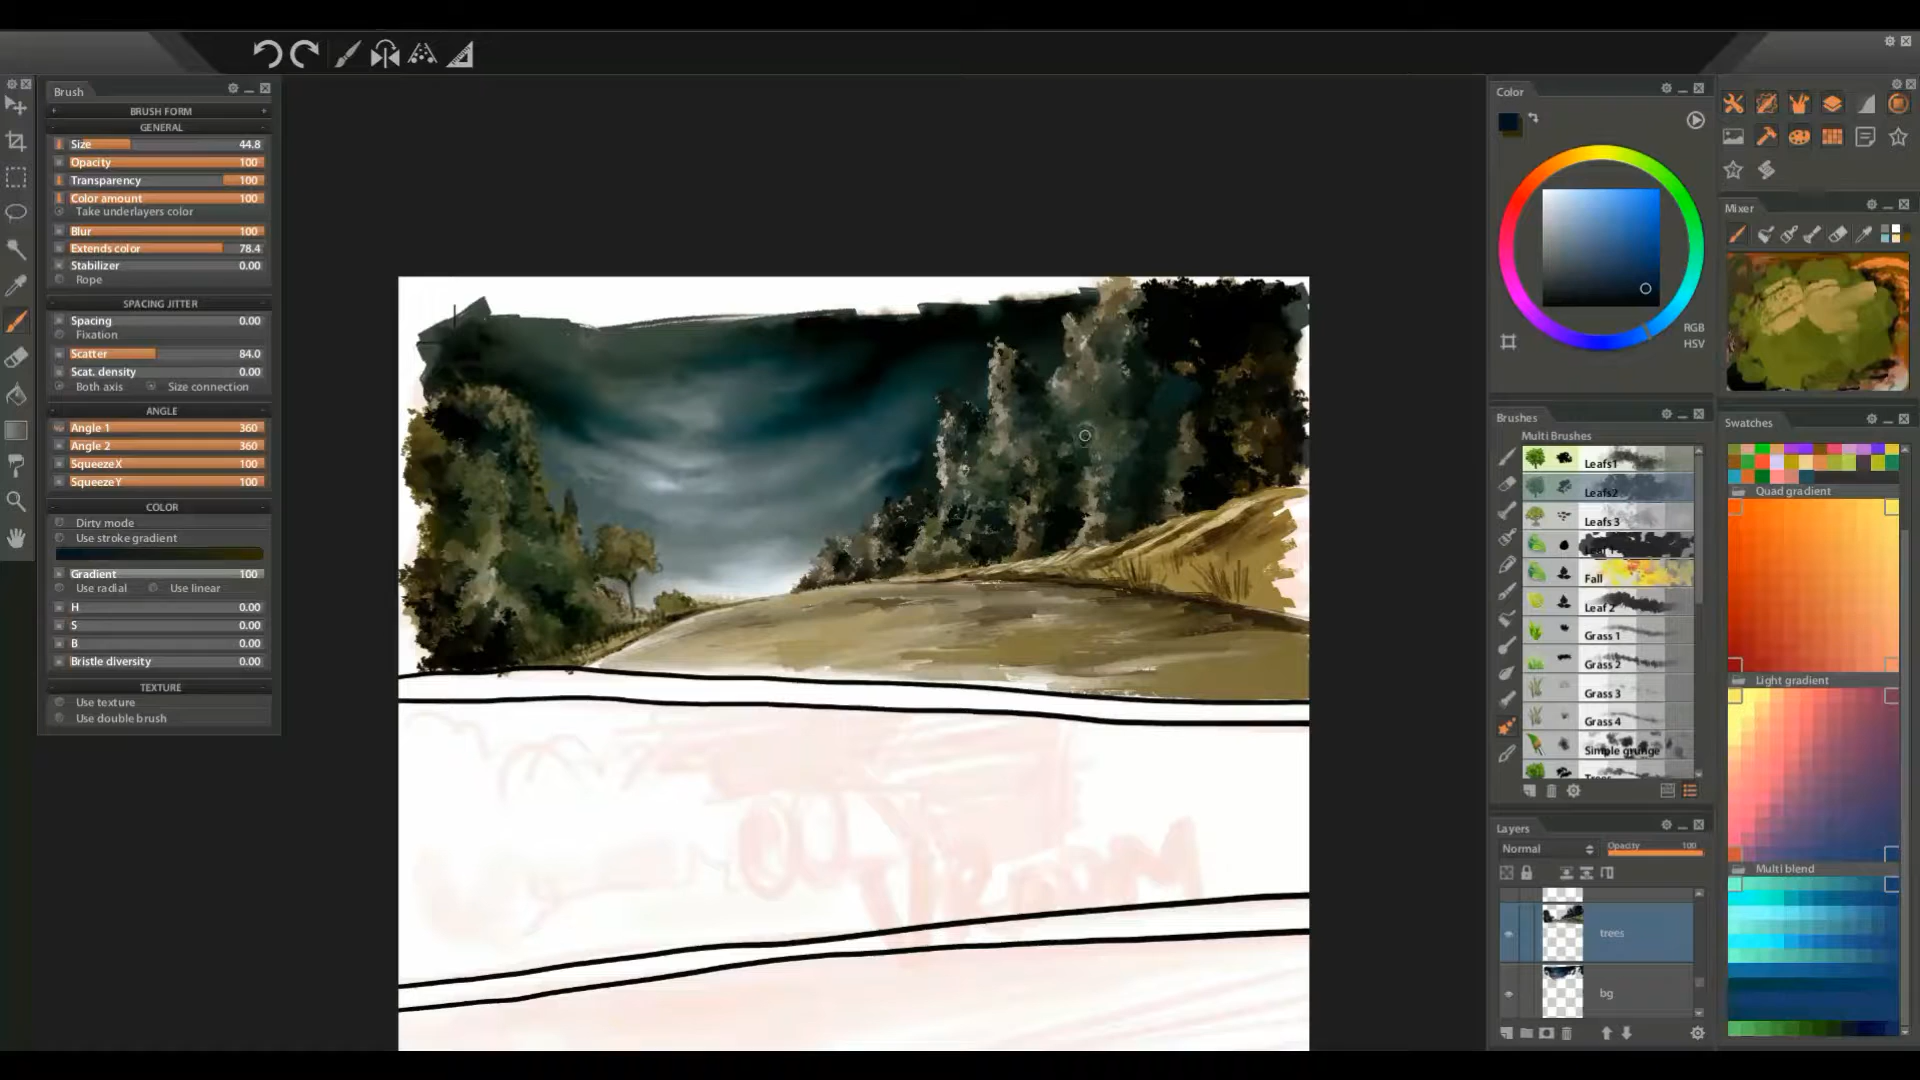 Brush
BRUSH FORM
GENERAL
Size 44.8
Opacity 100
Transparency 100
Color amount 100
Take underlayers color
Blur 100
Extends color 78.4
Stabilizer 0.00
Rope
SPACING JITTER
Spacing 0.00
Fixation
Scatter 84.0
Scat. density 0.00
Both axis Size connection
ANGLE
Angle 1 360
Angle 2 360
SqueezeX 100
SqueezeY 100
COLOR
Dirty mode
Use stroke gradient
Gradient 100
Use radial Use linear
H 0.00
S 0.00
B 0.00
Bristle diversity 0.00
TEXTURE
Use texture
Use double brush
Color
RGB
HSV
Brushes
Multi Brushes
Leafs1
Leafs2
Leafs 3
Fall
Leaf 2
Grass 1
Grass 2
Grass 3
Grass 4
Simple grunge
Layers
Normal Opacity 100
trees
bg
Mixer
Swatches
Quad gradient
Light gradient
Multi blend